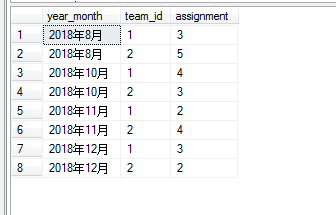 year_month team_id assignment
1 2018年8月 1 3
2 2018年8月 2 5
3 2018年10月 1 4
4 2018年10月 2 3
5 2018年11月 1 2
6 2018年11月 2 4
7 2018年12月 1 3
8 2018年12月 2 2